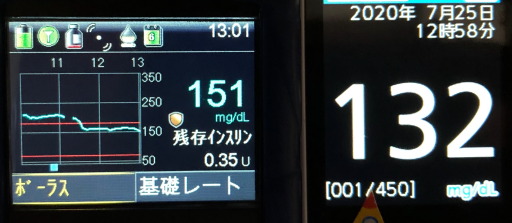 13:01
6
11 12 13
350
250
150
50
151
mg/dL
残存インスリン
0.35 U
ボーラス
基礎レート
2020年 7月25日
12時58分
132
[001/450] mg/dL